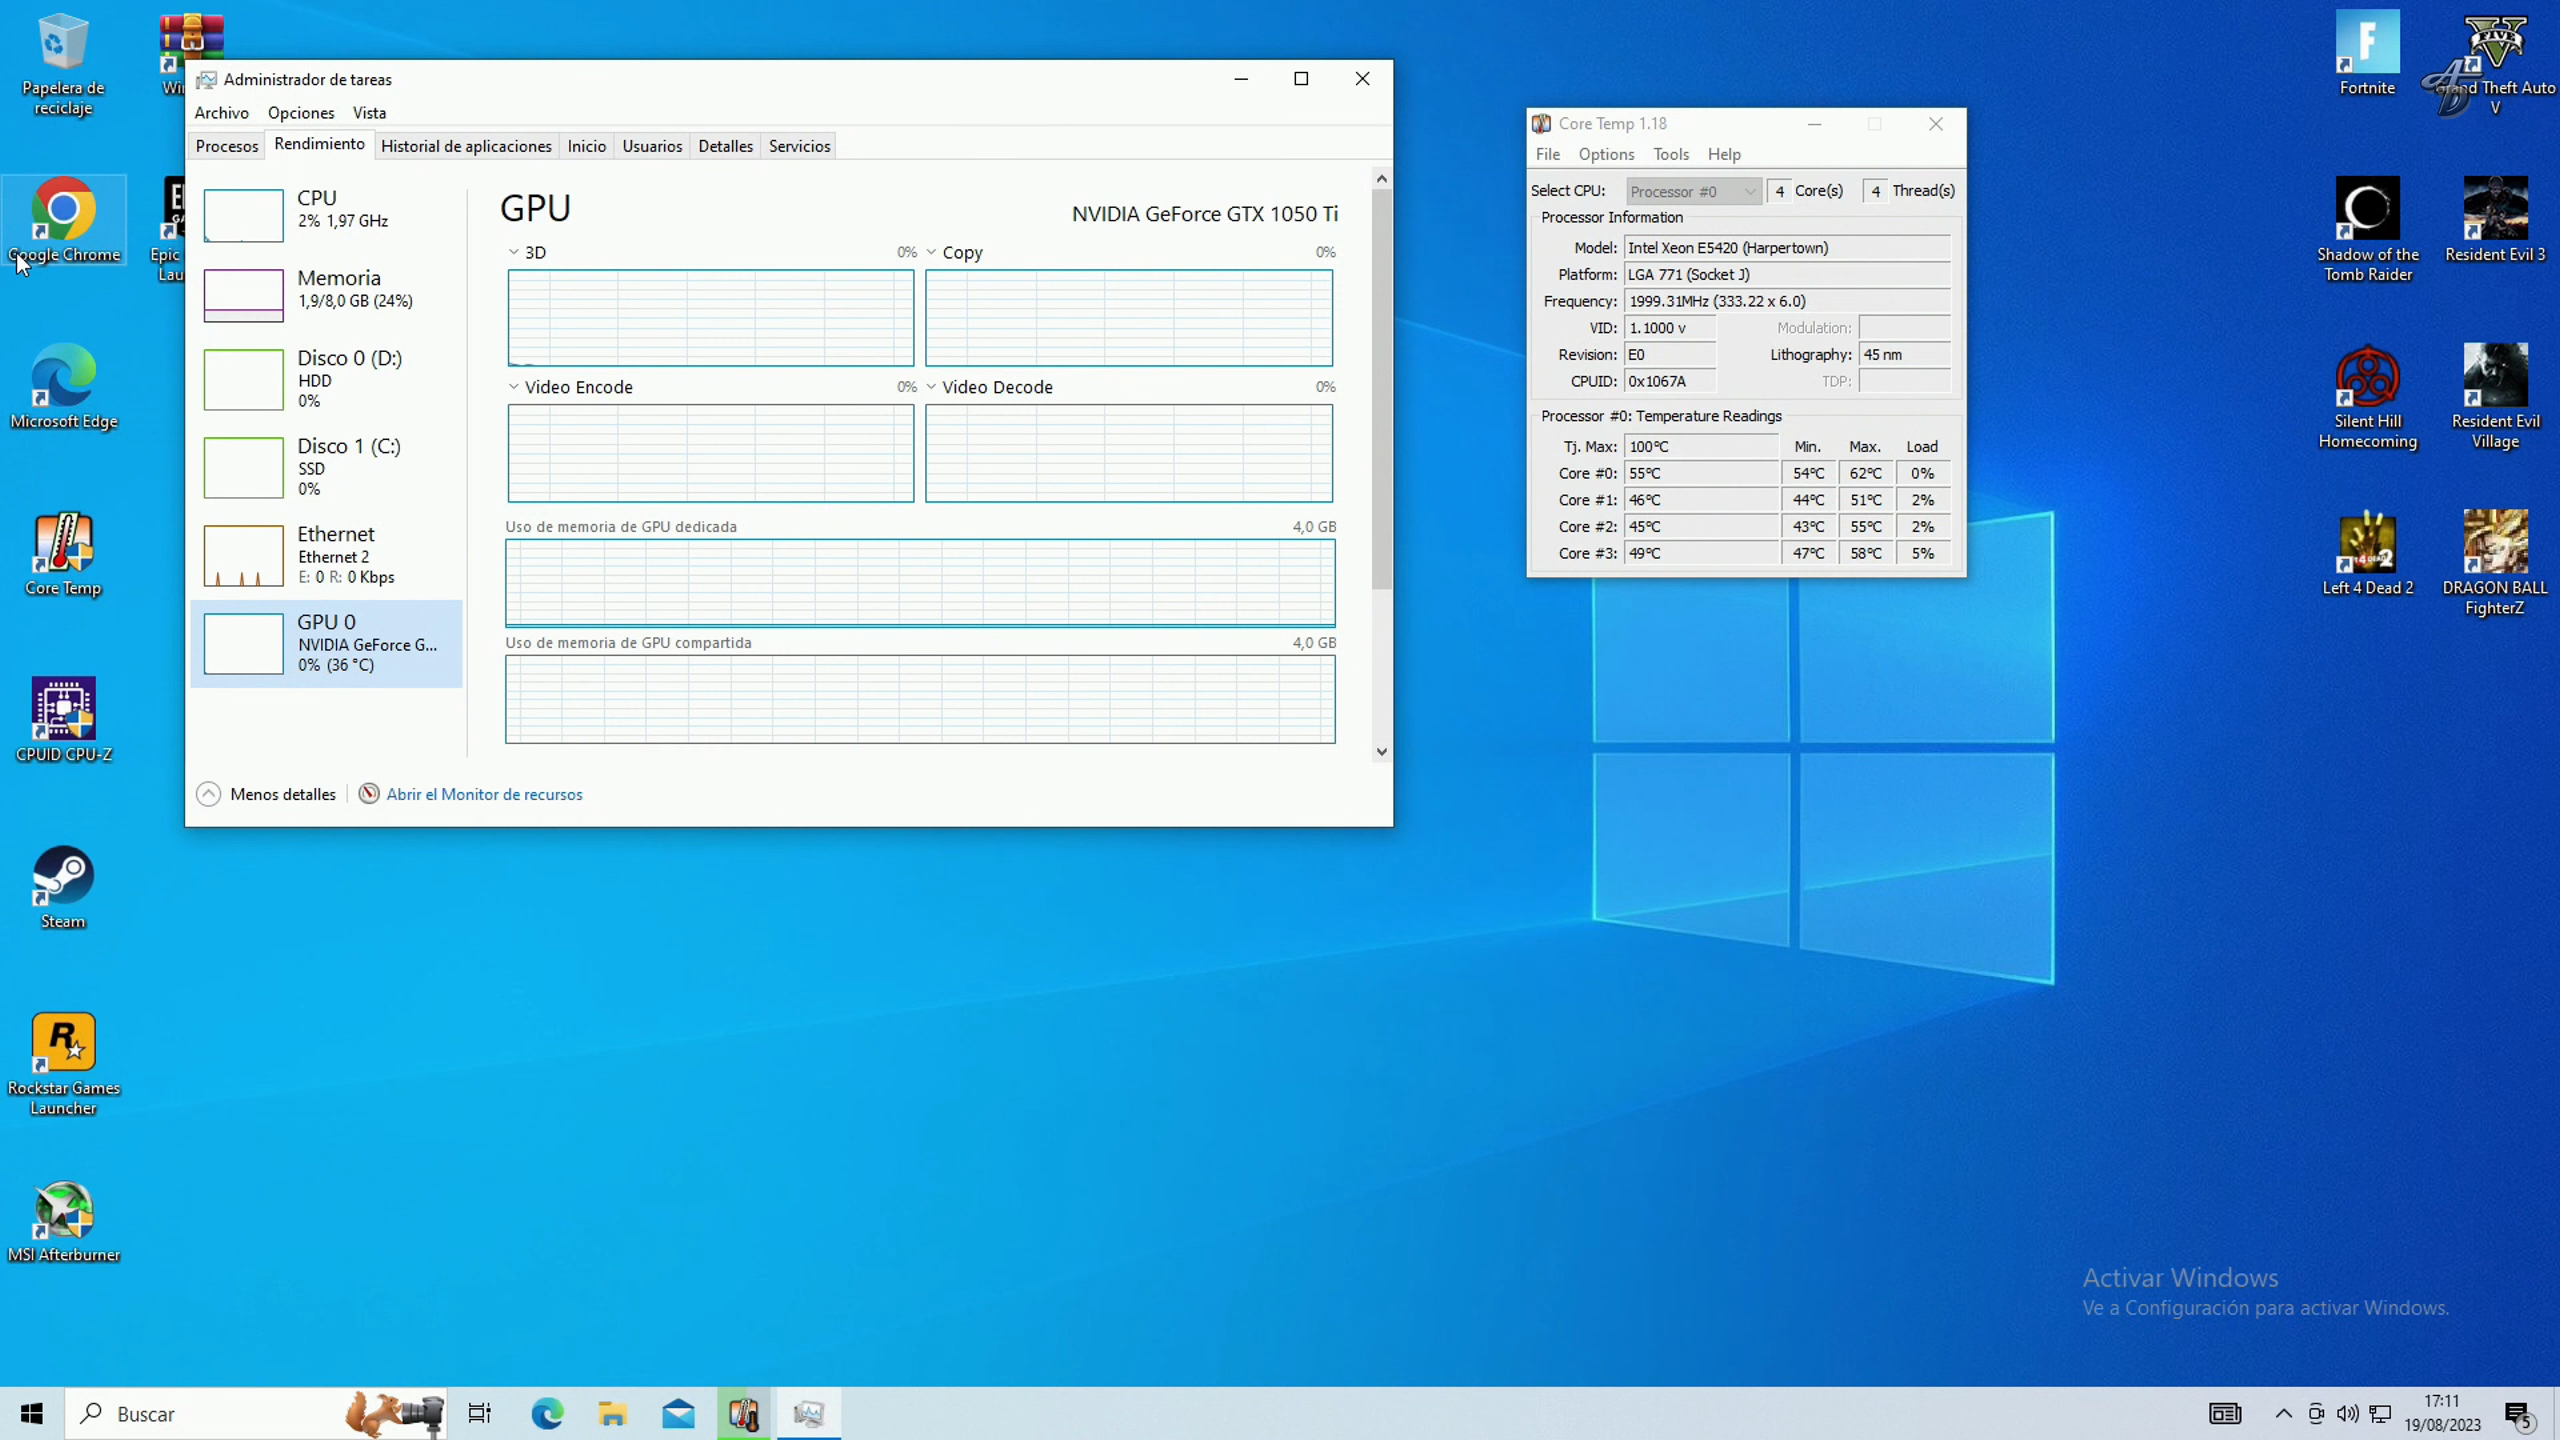 Papelera de
reciclaje
Wi
Google Chrome
Epic
Lau
Microsoft Edge
Core Temp
CPUID CPU-Z
Steam
Rockstar Games
Launcher
MSI Afterburner
Administrador de tareas
Archivo Opciones Vista
Procesos Rendimiento Historial de aplicaciones Inicio Usuarios Detalles Servicios
CPU
2% 1,97 GHz
Memoria
1,9/8,0 GB (24%)
Disco 0 (D:)
HDD
0%
Disco 1 (C:)
SSD
0%
Ethernet
Ethernet 2
E: 0 R: 0 Kbps
GPU 0
NVIDIA GeForce G...
0% (36 °C)
GPU NVIDIA GeForce GTX 1050 Ti
3D 0% Copy 0%
Video Encode 0% Video Decode 0%
Uso de memoria de GPU dedicada 4,0 GB
Uso de memoria de GPU compartida 4,0 GB
Menos detalles Abrir el Monitor de recursos
Core Temp 1.18
File Options Tools Help
Select CPU: Processor #0 4 Core(s) 4 Thread(s)
Processor Information
Model: Intel Xeon E5420 (Harpertown)
Platform: LGA 771 (Socket J)
Frequency: 1999.31MHz (333.22 x 6.0)
VID: 1.1000 v Modulation:
Revision: E0 Lithography: 45 nm
CPUID: 0x1067A TDP:
Processor #0: Temperature Readings
Tj. Max: 100°C Min. Max. Load
Core #0: 55°C 54°C 62°C 0%
Core #1: 46°C 44°C 51°C 2%
Core #2: 45°C 43°C 55°C 2%
Core #3: 49°C 47°C 58°C 5%
Fortnite
Grand Theft Auto
V
Shadow of the
Tomb Raider
Resident Evil 3
Silent Hill
Homecoming
Resident Evil
Village
Left 4 Dead 2
DRAGON BALL
FighterZ
Activar Windows
Ve a Configuración para activar Windows.
Buscar
17:11
19/08/2023
5